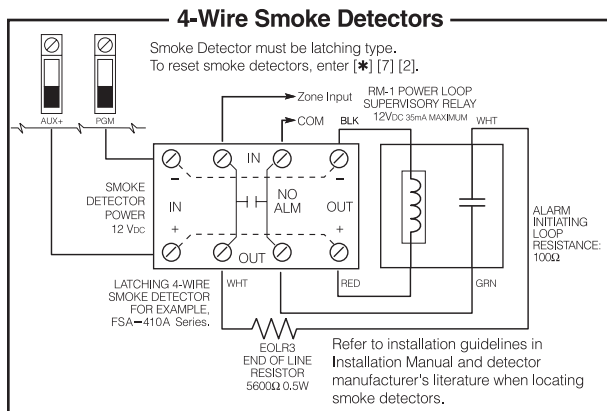 4-Wire Smoke Detectors
Smoke Detector must be latching type.
To reset smoke detectors, enter [✱] [7] [2].
AUX+
PGM
Zone Input
COM
RM-1 POWER LOOP
SUPERVISORY RELAY
12VDC 35mA MAXIMUM
BLK
WHT
IN
–
–
SMOKE
DETECTOR
POWER
12 VDC
IN
NO
ALM
OUT
+
+
OUT
ALARM
INITIATING
LOOP
RESISTANCE:
100Ω
LATCHING 4-WIRE
SMOKE DETECTOR
FOR EXAMPLE,
FSA–410A Series.
WHT
RED
GRN
EOLR3
END OF LINE
RESISTOR
5600Ω 0.5W
Refer to installation guidelines in
Installation Manual and detector
manufacturer's literature when locating
smoke detectors.